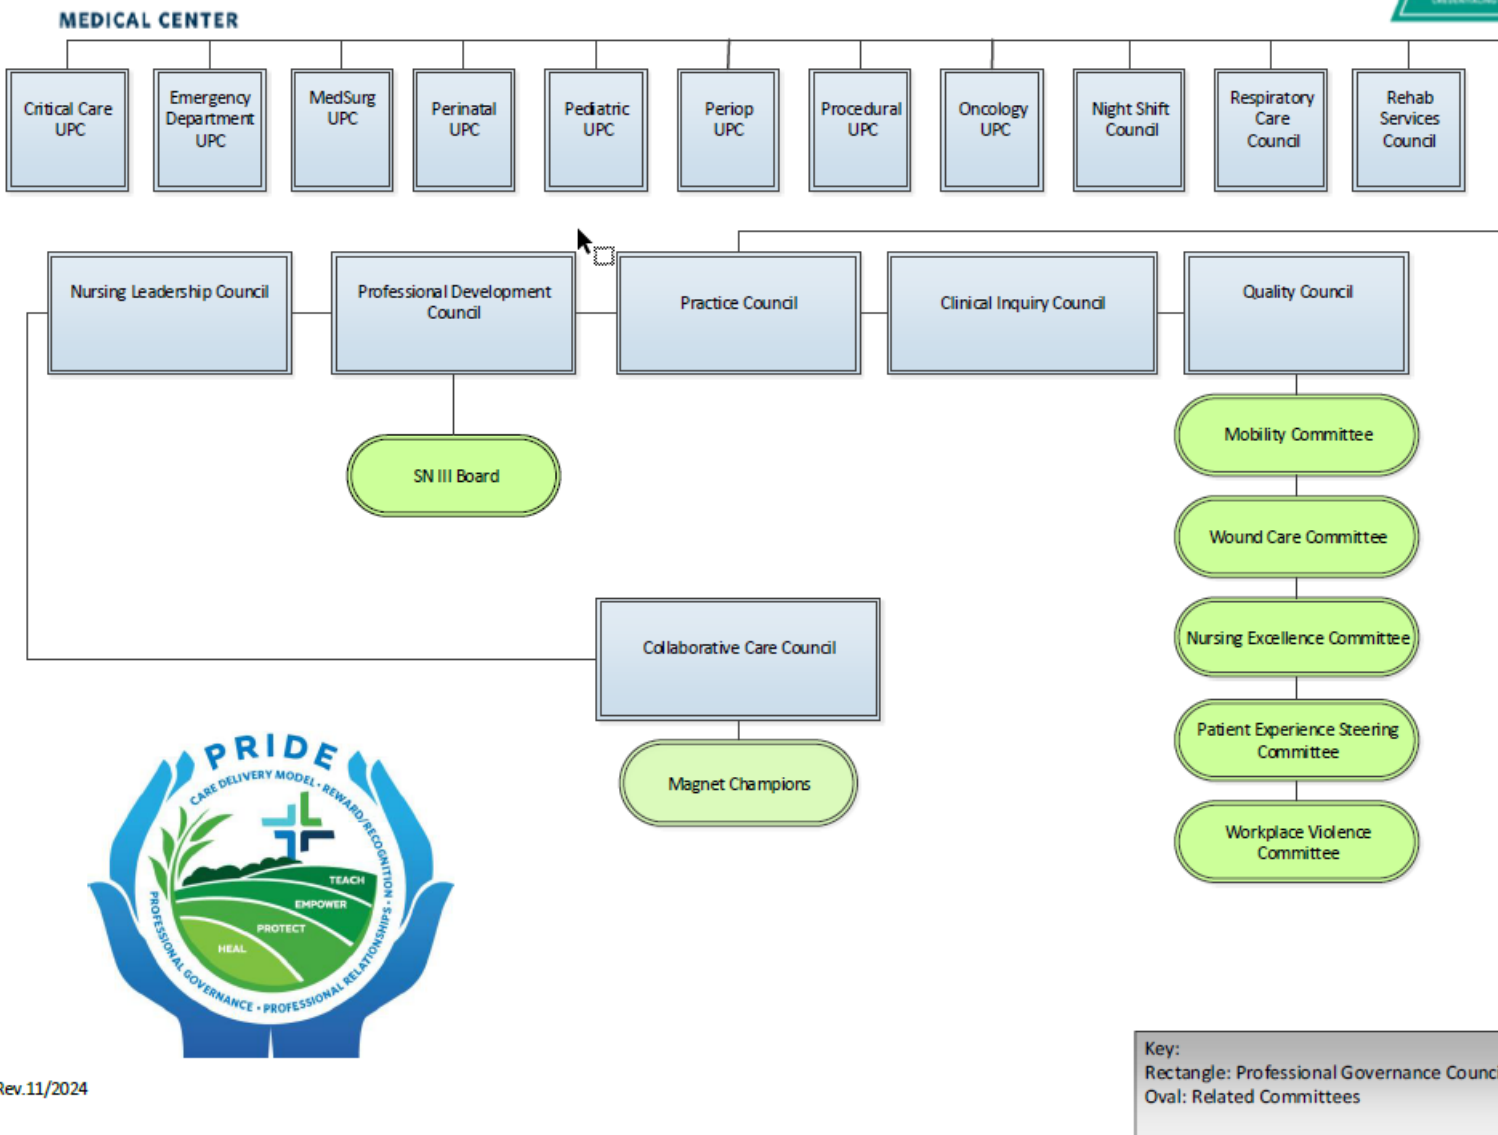 MEDICAL CENTER
CREDENTIALING
Critical Care
UPC
Emergency
Department
UPC
MedSurg
UPC
Perinatal
UPC
Pediatric
UPC
Periop
UPC
Procedural
UPC
Oncology
UPC
Night Shift
Council
Respiratory
Care
Council
Rehab
Services
Council
Nursing Leadership Council
Professional Development
Council
Practice Council
Clinical Inquiry Council
Quality Council
SN III Board
Mobility Committee
Wound Care Committee
Nursing Excellence Committee
Patient Experience Steering
Committee
Workplace Violence
Committee
Collaborative Care Council
Magnet Champions
PRIDE
CARE DELIVERY MODEL • REWARD/RECOGNITION •
PROFESSIONAL GOVERNANCE • PROFESSIONAL RELATIONSHIPS
TEACH
EMPOWER
PROTECT
HEAL
Rev.11/2024
Key:
Rectangle: Professional Governance Counci
Oval: Related Committees